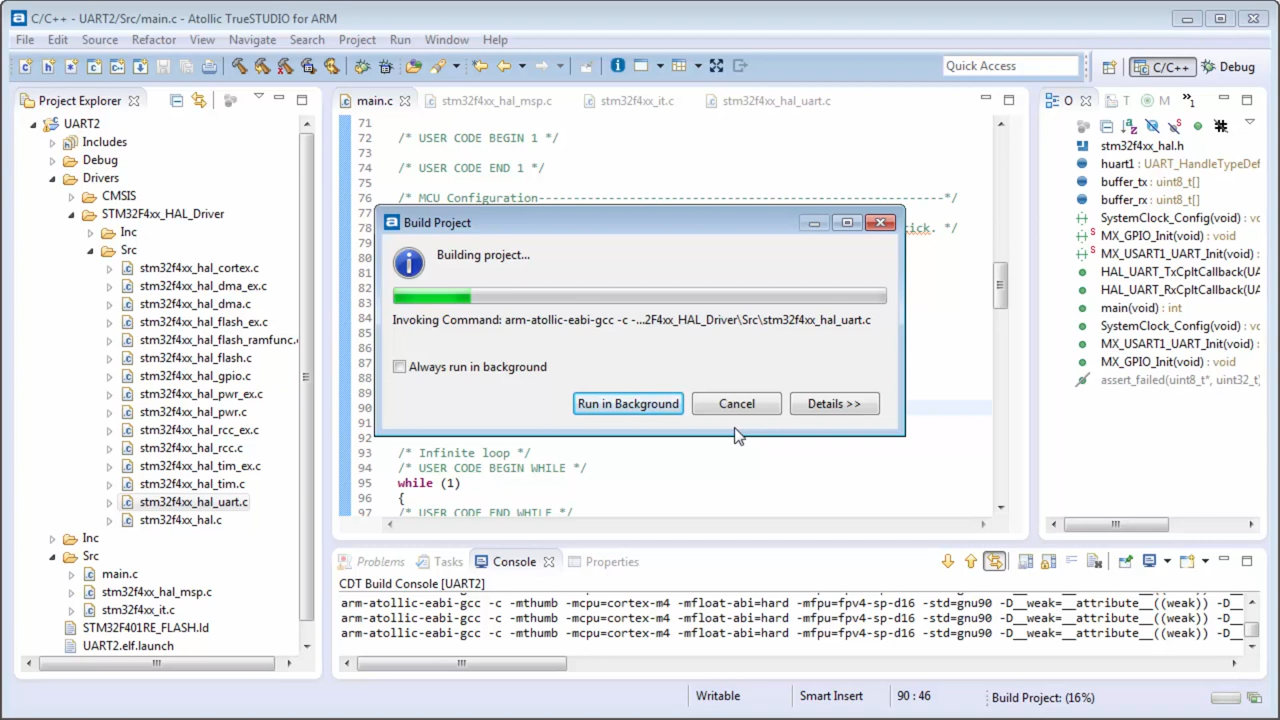 C/C++ - UART2/Src/main.c - Atollic TrueSTUDIO for ARM
File Edit Source Refactor View Navigate Search Project Run Window Help
Quick Access
C/C++
Debug
Project Explorer
UART2
Includes
Debug
Drivers
CMSIS
STM32F4xx_HAL_Driver
Inc
Src
stm32f4xx_hal_cortex.c
stm32f4xx_hal_dma_ex.c
stm32f4xx_hal_dma.c
stm32f4xx_hal_flash_ex.c
stm32f4xx_hal_flash_ramfunc.
stm32f4xx_hal_flash.c
stm32f4xx_hal_gpio.c
stm32f4xx_hal_pwr_ex.c
stm32f4xx_hal_pwr.c
stm32f4xx_hal_rcc_ex.c
stm32f4xx_hal_rcc.c
stm32f4xx_hal_tim_ex.c
stm32f4xx_hal_tim.c
stm32f4xx_hal_uart.c
stm32f4xx_hal.c
Inc
Src
main.c
stm32f4xx_hal_msp.c
stm32f4xx_it.c
STM32F401RE_FLASH.ld
UART2.elf.launch
main.c stm32f4xx_hal_msp.c stm32f4xx_it.c stm32f4xx_hal_uart.c
71
72 /* USER CODE BEGIN 1 */
73
74 /* USER CODE END 1 */
75
76 /* MCU Configuration----------------------------------------------------------*/
77
78 tick. */
79
80
81
82
83
84
85
86
87
88
89
90
91
92
93 /* Infinite loop */
94 /* USER CODE BEGIN WHILE */
95 while (1)
96 {
97 /* USER CODE END WHILE */
Build Project
Building project...
Invoking Command: arm-atollic-eabi-gcc -c -...2F4xx_HAL_Driver\Src\stm32f4xx_hal_uart.c
Always run in background
Run in Background
Cancel
Details >>
O T M »1
stm32f4xx_hal.h
huart1 : UART_HandleTypeDef
buffer_tx : uint8_t[]
buffer_rx : uint8_t[]
SystemClock_Config(void) : vo
MX_GPIO_Init(void) : void
MX_USART1_UART_Init(void) :
HAL_UART_TxCpltCallback(UA
HAL_UART_RxCpltCallback(UA
main(void) : int
SystemClock_Config(void) : vo
MX_USART1_UART_Init(void) :
MX_GPIO_Init(void) : void
assert_failed(uint8_t*, uint32_t)
Problems Tasks Console Properties
CDT Build Console [UART2]
arm-atollic-eabi-gcc -c -mthumb -mcpu=cortex-m4 -mfloat-abi=hard -mfpu=fpv4-sp-d16 -std=gnu90 -D__weak=__attribute__((weak)) -D__
arm-atollic-eabi-gcc -c -mthumb -mcpu=cortex-m4 -mfloat-abi=hard -mfpu=fpv4-sp-d16 -std=gnu90 -D__weak=__attribute__((weak)) -D__
arm-atollic-eabi-gcc -c -mthumb -mcpu=cortex-m4 -mfloat-abi=hard -mfpu=fpv4-sp-d16 -std=gnu90 -D__weak=__attribute__((weak)) -D__
Writable
Smart Insert
90 : 46
Build Project: (16%)